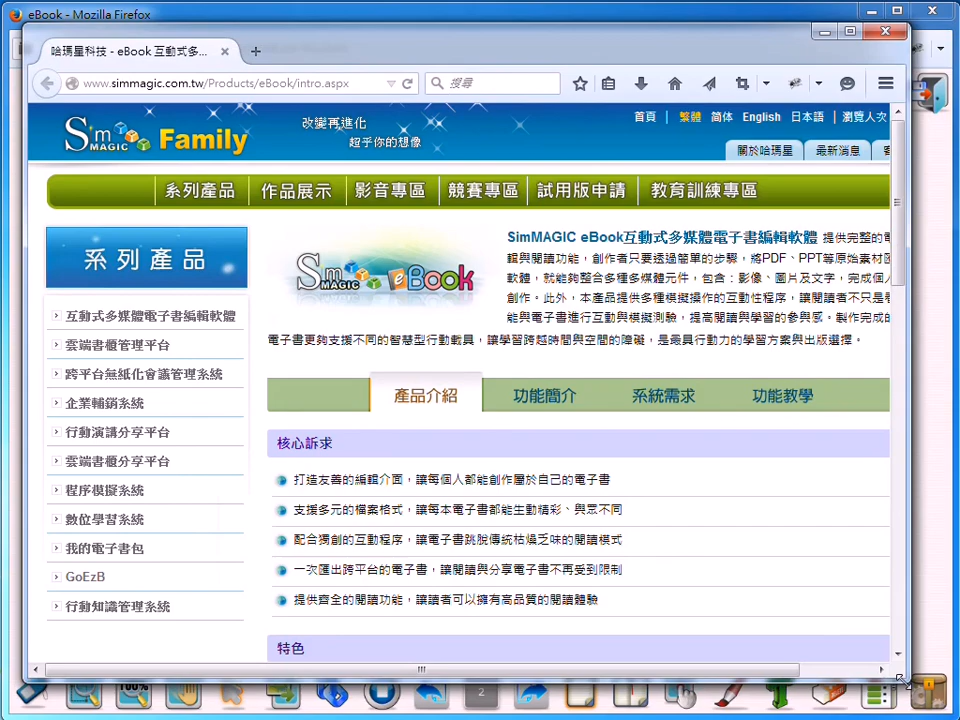 eBook - Mozilla Firefox
哈瑪星科技 - eBook 互動式多...
www.simmagic.com.tw/Products/eBook/intro.aspx
搜尋
首頁 | 繁體 简体 English 日本語 | 瀏覽人次
SimMAGIC Family
改變再進化
超乎你的想像
關於哈瑪星 最新消息
系列產品 作品展示 影音專區 競賽專區 試用版申請 教育訓練專區
系列產品
互動式多媒體電子書編輯軟體
雲端書櫃管理平台
跨平台無紙化會議管理系統
企業輔銷系統
行動演講分享平台
雲端書櫃分享平台
程序模擬系統
數位學習系統
我的電子書包
GoEzB
行動知識管理系統
SimMAGIC eBook
SimMAGIC eBook互動式多媒體電子書編輯軟體 提供完整的電
輯與閱讀功能，創作者只要透過簡單的步驟，將PDF、PPT等原始素材匯
軟體，就能夠整合多種多媒體元件，包含：影像、圖片及文字，完成個人
創作。此外，本產品提供多種模擬操作的互動性程序，讓閱讀者不只是看
能與電子書進行互動與模擬測驗，提高閱讀與學習的參與感。製作完成的
電子書更夠支援不同的智慧型行動載具，讓學習跨越時間與空間的障礙，是最具行動力的學習方案與出版選擇。
產品介紹 功能簡介 系統需求 功能教學
核心訴求
打造友善的編輯介面，讓每個人都能創作屬於自己的電子書
支援多元的檔案格式，讓每本電子書都能生動精彩、與眾不同
配合獨創的互動程序，讓電子書跳脫傳統枯燥乏味的閱讀模式
一次匯出跨平台的電子書，讓閱讀與分享電子書不再受到限制
提供齊全的閱讀功能，讓讀者可以擁有高品質的閱讀體驗
特色
100%
2